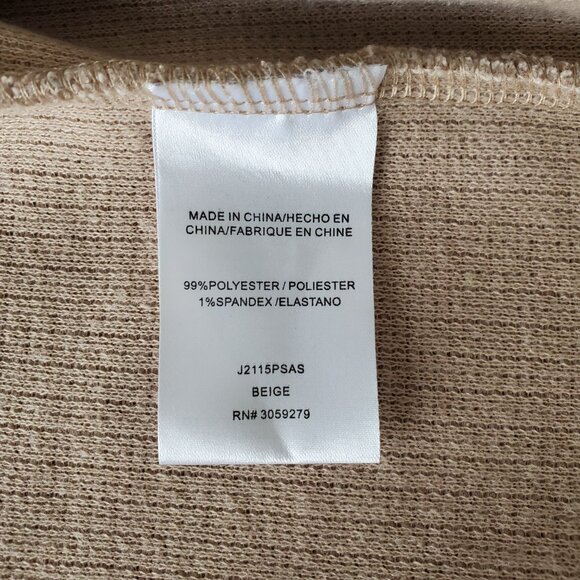 MADE IN CHINA/HECHO EN
CHINA/FABRIQUE EN CHINE
99%POLYESTER / POLIESTER
1%SPANDEX /ELASTANO
J2115PSAS
BEIGE
RN# 3059279